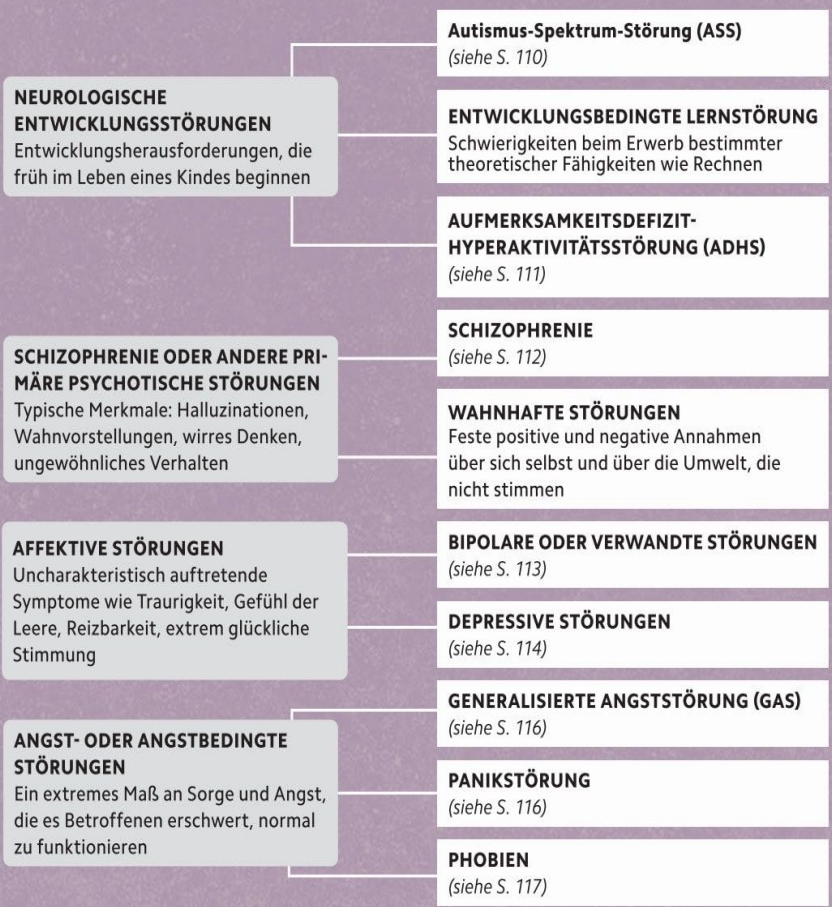 NEUROLOGISCHE
ENTWICKLUNGSSTÖRUNGEN
Entwicklungsherausforderungen, die
früh im Leben eines Kindes beginnen
Autismus-Spektrum-Störung (ASS)
(siehe S. 110)
ENTWICKLUNGSBEDINGTE LERNSTÖRUNG
Schwierigkeiten beim Erwerb bestimmter
theoretischer Fähigkeiten wie Rechnen
AUFMERKSAMKEITSDEFIZIT-
HYPERAKTIVITÄTSSTÖRUNG (ADHS)
(siehe S. 111)
SCHIZOPHRENIE ODER ANDERE PRI-
MÄRE PSYCHOTISCHE STÖRUNGEN
Typische Merkmale: Halluzinationen,
Wahnvorstellungen, wirres Denken,
ungewöhnliches Verhalten
SCHIZOPHRENIE
(siehe S. 112)
WAHNHAFTE STÖRUNGEN
Feste positive und negative Annahmen
über sich selbst und über die Umwelt, die
nicht stimmen
AFFEKTIVE STÖRUNGEN
Uncharakteristisch auftretende
Symptome wie Traurigkeit, Gefühl der
Leere, Reizbarkeit, extrem glückliche
Stimmung
BIPOLARE ODER VERWANDTE STÖRUNGEN
(siehe S. 113)
DEPRESSIVE STÖRUNGEN
(siehe S. 114)
ANGST- ODER ANGSTBEDINGTE
STÖRUNGEN
Ein extremes Maß an Sorge und Angst,
die es Betroffenen erschwert, normal
zu funktionieren
GENERALISIERTE ANGSTSTÖRUNG (GAS)
(siehe S. 116)
PANIKSTÖRUNG
(siehe S. 116)
PHOBIEN
(siehe S. 117)